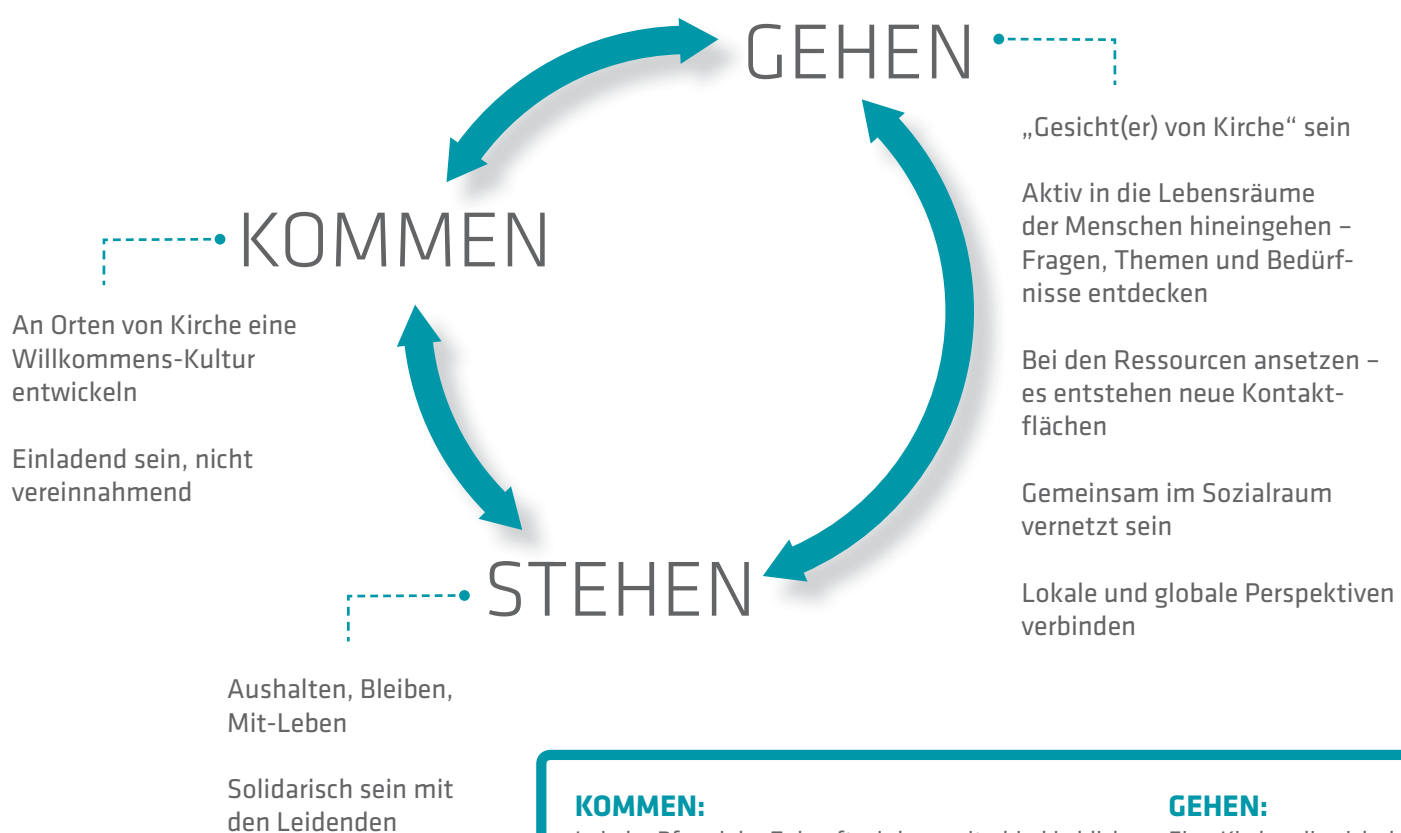 GEHEN
„Gesicht(er) von Kirche“ sein
Aktiv in die Lebensräume
der Menschen hineingehen –
Fragen, Themen und Bedürf-
nisse entdecken
Bei den Ressourcen ansetzen –
es entstehen neue Kontakt-
flächen
Gemeinsam im Sozialraum
vernetzt sein
Lokale und globale Perspektiven
verbinden
KOMMEN
An Orten von Kirche eine
Willkommens-Kultur
entwickeln
Einladend sein, nicht
vereinnahmend
STEHEN
Aushalten, Bleiben,
Mit-Leben
Solidarisch sein mit
den Leidenden
KOMMEN:
GEHEN: